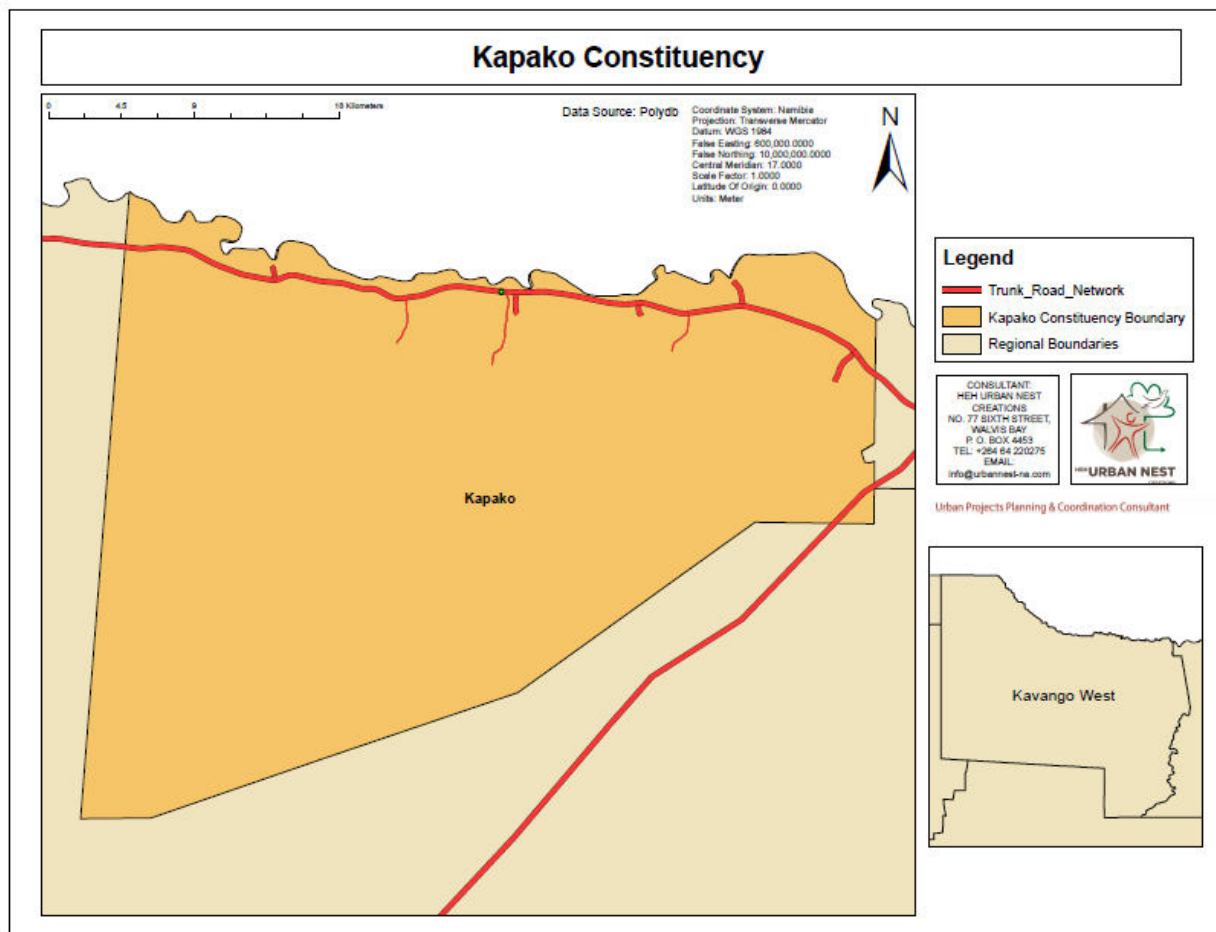 Kapako Constituency
0 4.5 9 18 Kilometers
Data Source: Polydb
Coordinate System: Namibia
Projection: Transverse Mercator
Datum: WGS 1984
False Easting: 600,000.0000
False Northing: 10,000,000.0000
Central Meridian: 17.0000
Scale Factor: 1.0000
Latitude Of Origin: 0.0000
Units: Meter
N
Kapako
Legend
Trunk_Road_Network
Kapako Constituency Boundary
Regional Boundaries
CONSULTANT:
HEH URBAN NEST
CREATIONS
NO. 77 SIXTH STREET,
WALVIS BAY
P. O. BOX 4453
TEL: +264 64 220275
EMAIL:
info@urbannest-na.com
HEH URBAN NEST
Urban Projects Planning & Coordination Consultant
Kavango West